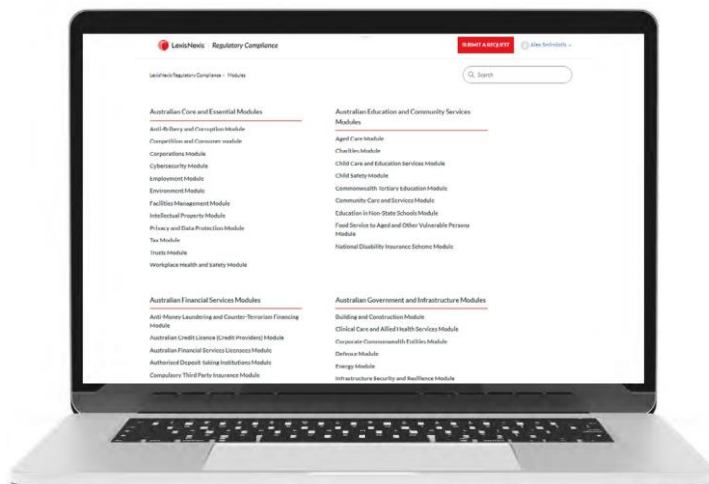 LexisNexis Regulatory Compliance
SUBMIT A REQUEST
LexisNexis Regulatory Compliance > Modules
Search
Australian Core and Essential Modules
Anti-Bribery and Corruption Module
Competition and Consumer module
Corporations Module
Cybersecurity Module
Employment Module
Environment Module
Facilities Management Module
Intellectual Property Module
Privacy and Data Protection Module
Tax Module
Trusts Module
Workplace Health and Safety Module
Australian Education and Community Services
Modules
Aged Care Module
Charities Module
Child Care and Education Services Module
Child Safety Module
Commonwealth Tertiary Education Module
Community Care and Services Module
Education in Non-State Schools Module
Food Service to Aged and Other Vulnerable Persons
Module
National Disability Insurance Scheme Module
Australian Financial Services Modules
Anti-Money Laundering and Counter-Terrorism Financing
Module
Australian Credit Licence (Credit Providers) Module
Australian Financial Services Licensees Module
Authorised Deposit-taking Institutions Module
Compulsory Third Party Insurance Module
Australian Government and Infrastructure Modules
Building and Construction Module
Clinical Care and Allied Health Services Module
Corporate Commonwealth Entities Module
Defence Module
Energy Module
Infrastructure Security and Resilience Module